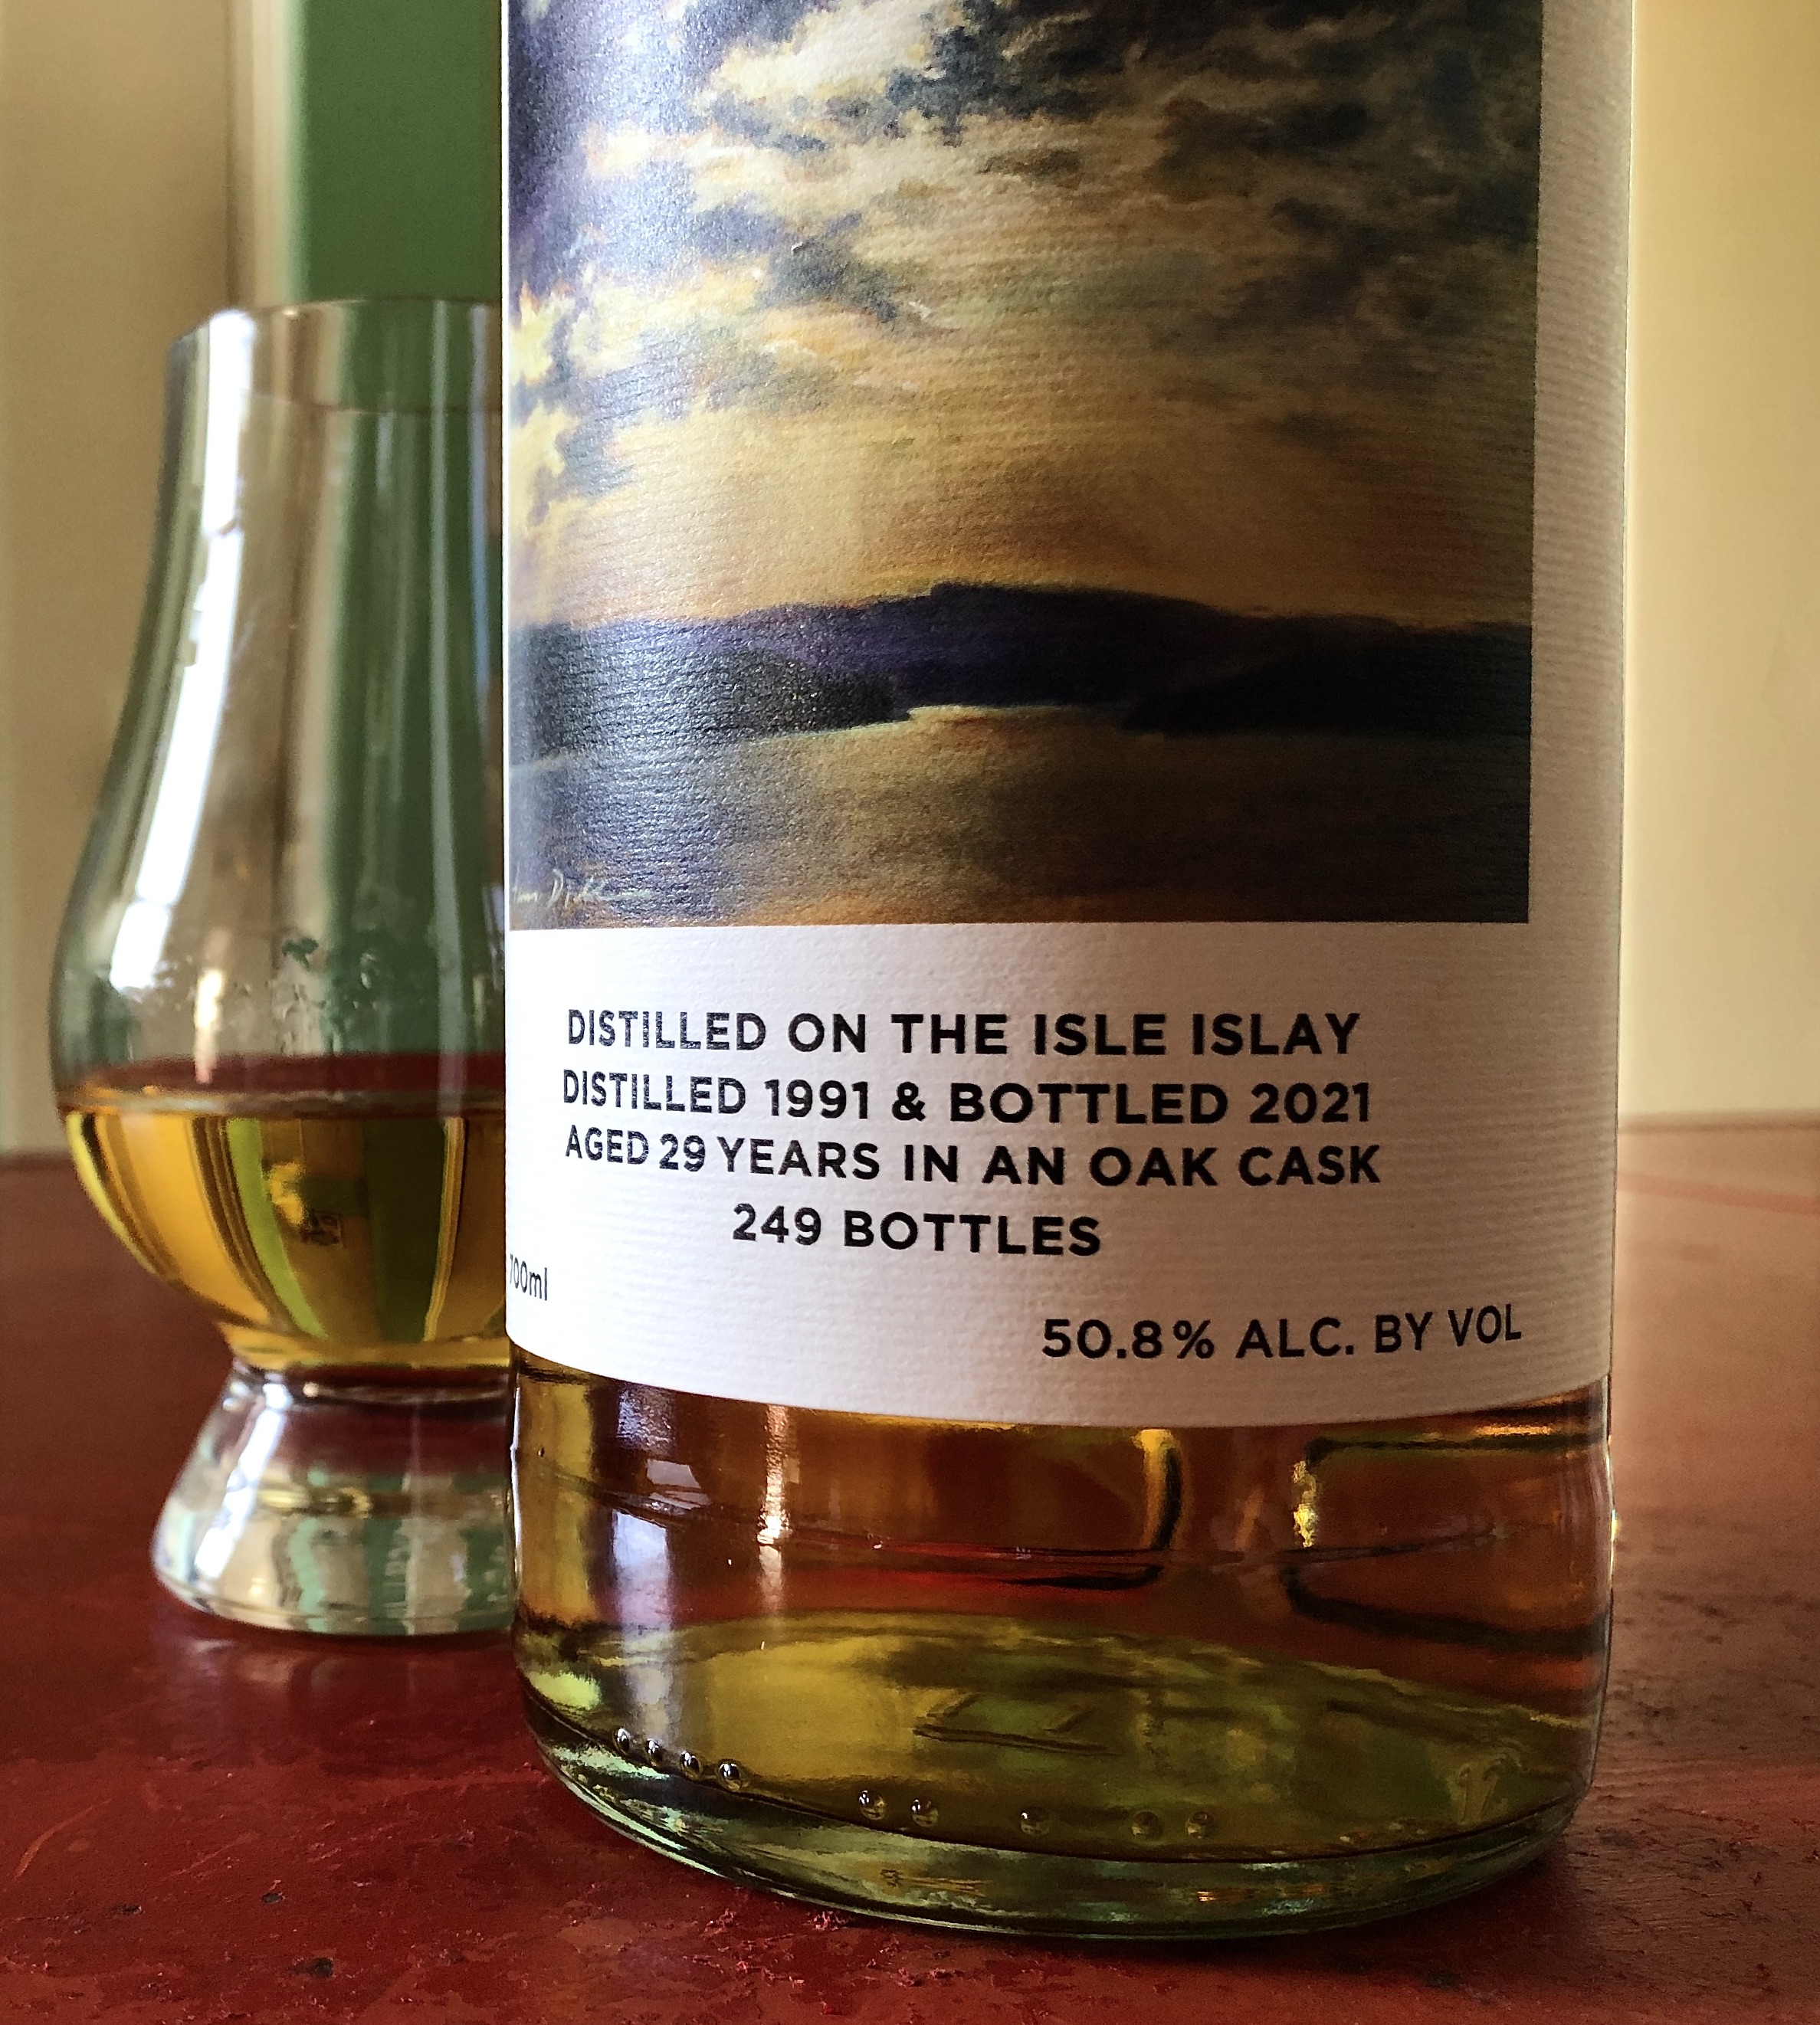 DISTILLED ON THE ISLE ISLAY
DISTILLED 1991 & BOTTLED 2021
AGED 29 YEARS IN AN OAK CASK
249 BOTTLES
700ml
50.8% ALC. BY VOL